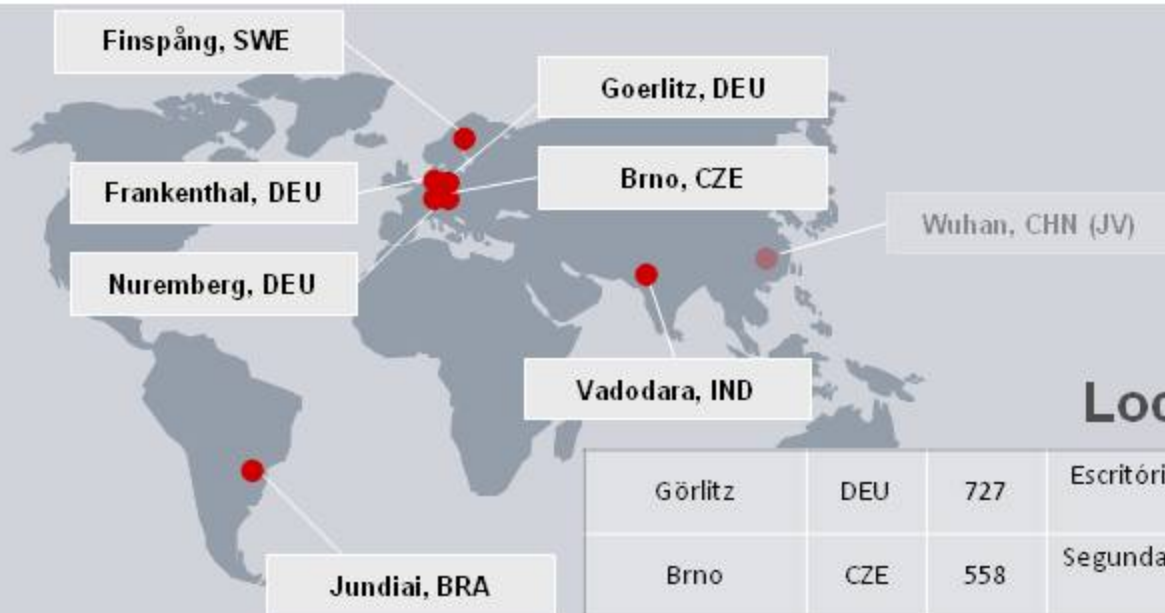 Finspång, SWE
Goerlitz, DEU
Frankenthal, DEU
Brno, CZE
Wuhan, CHN (JV)
Nuremberg, DEU
Vadodara, IND
Jundiai, BRA
Görlitz DEU 727
Brno CZE 558 Segunda